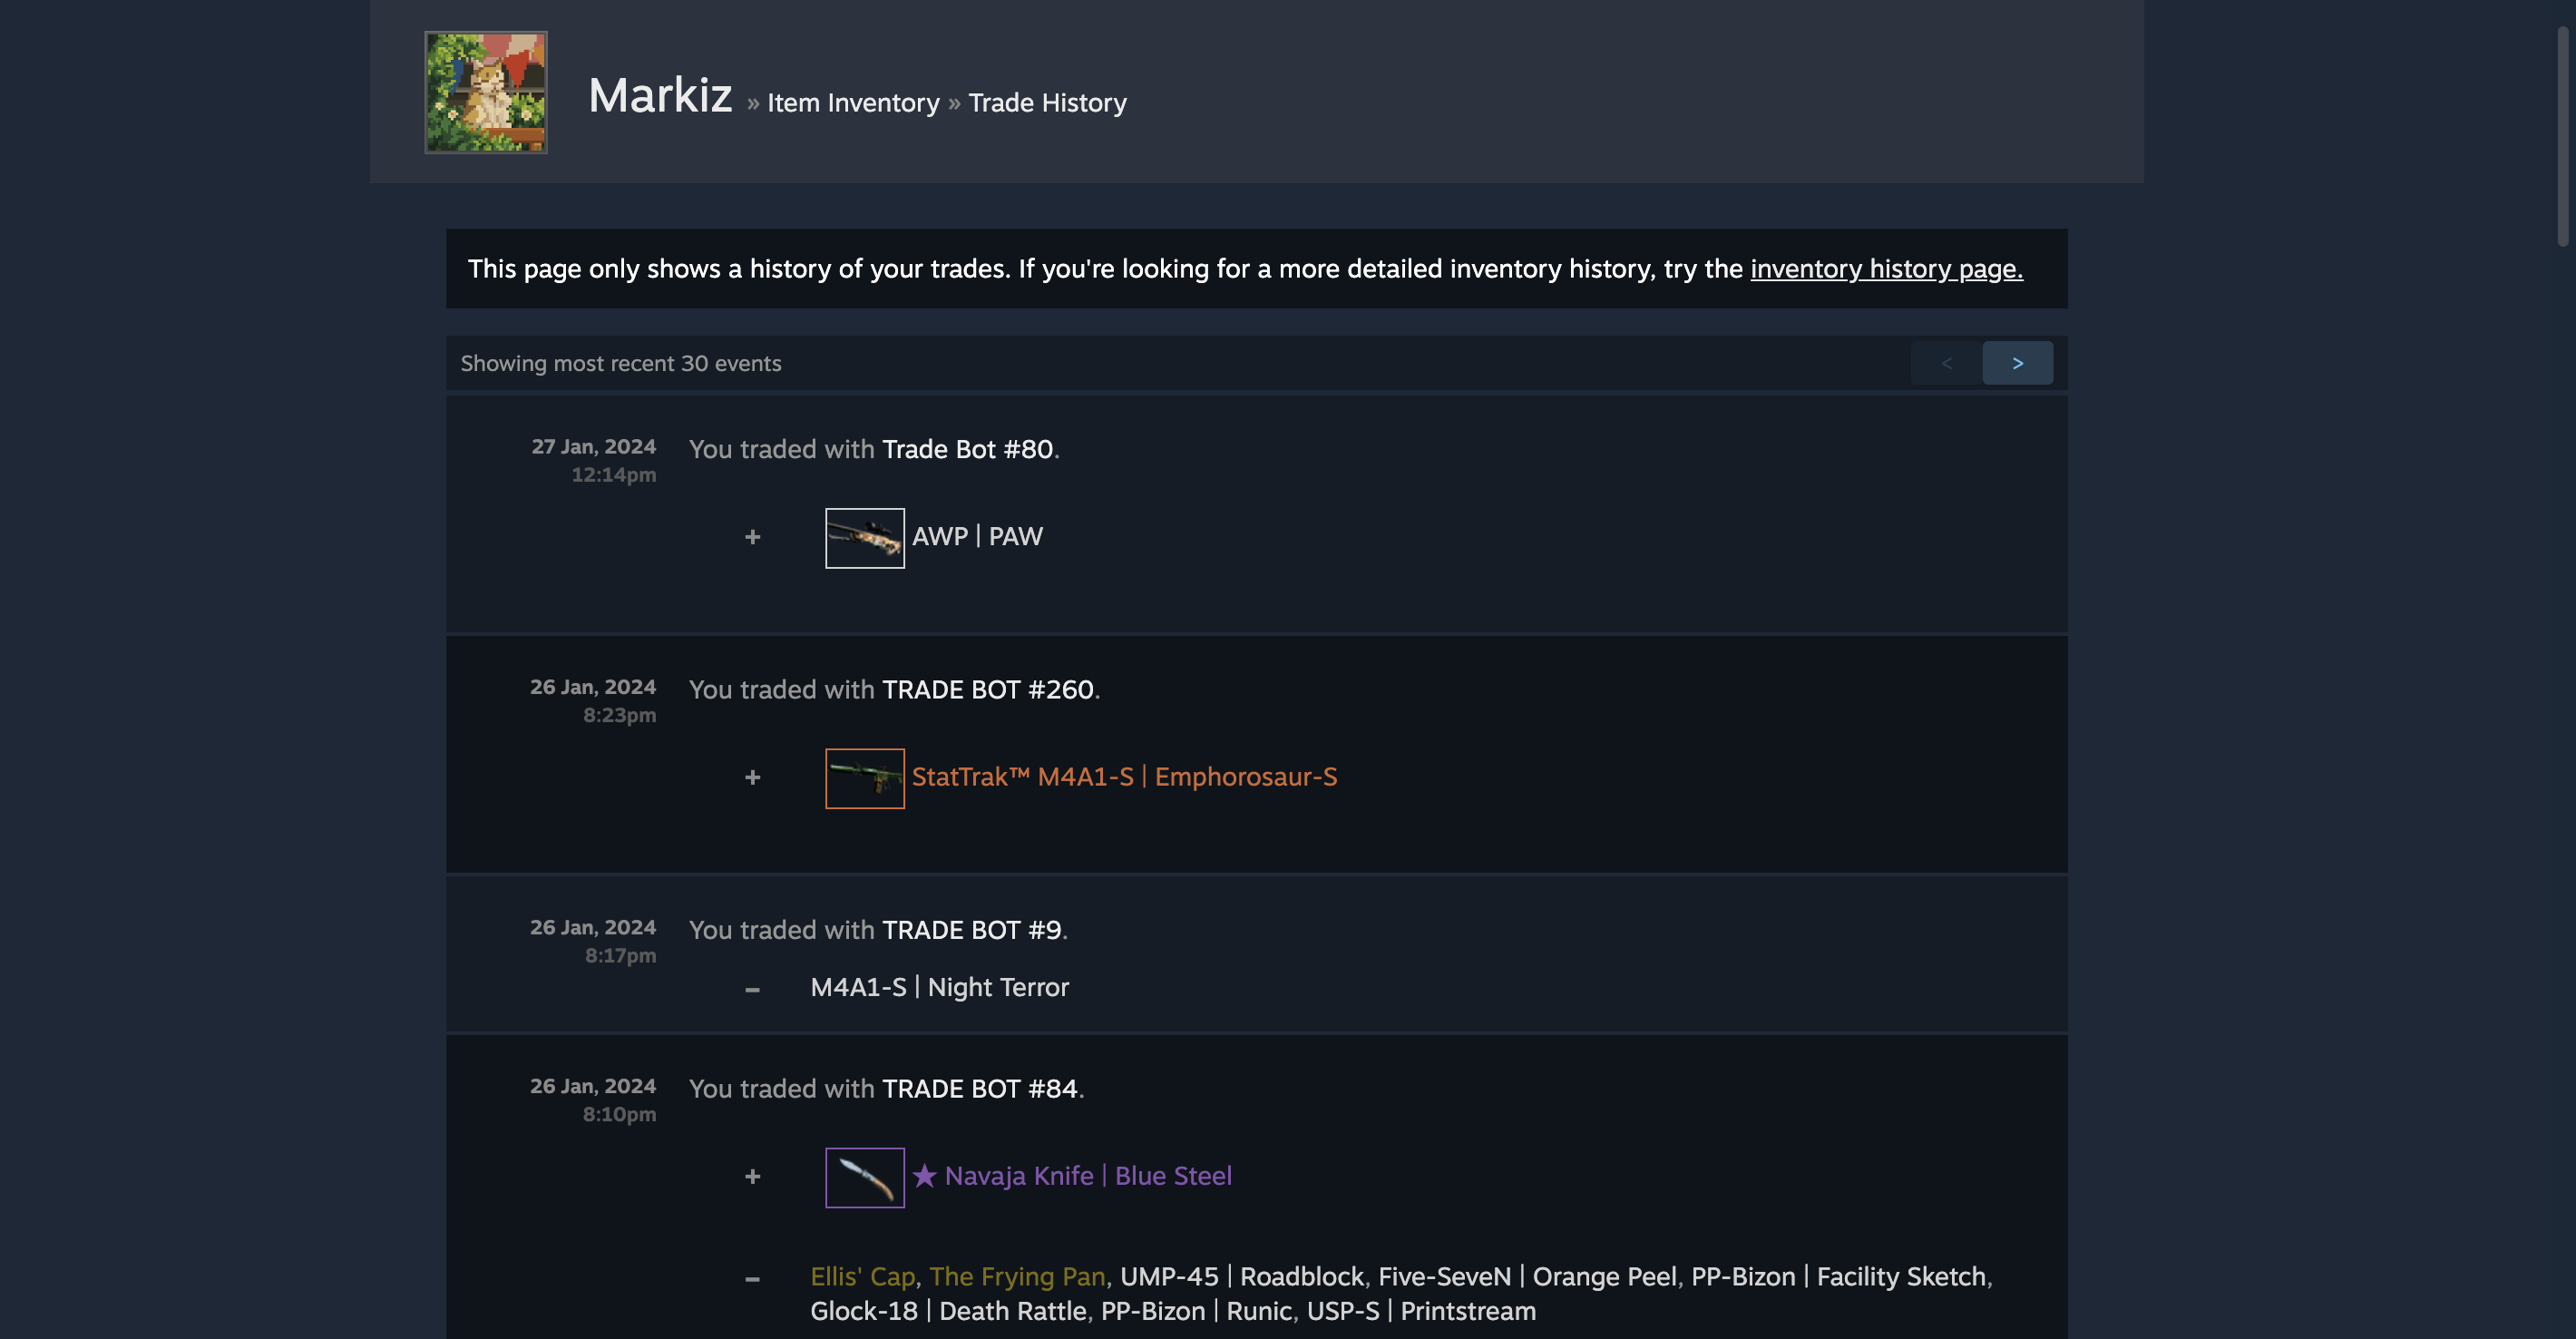 Markiz » Item Inventory » Trade History
This page only shows a history of your trades. If you're looking for a more detailed inventory history, try the inventory history page.
Showing most recent 30 events
< >
27 Jan, 2024
12:14pm
You traded with Trade Bot #80.
+ AWP | PAW
26 Jan, 2024
8:23pm
You traded with TRADE BOT #260.
+ StatTrak™ M4A1-S | Emphorosaur-S
26 Jan, 2024
8:17pm
You traded with TRADE BOT #9.
– M4A1-S | Night Terror
26 Jan, 2024
8:10pm
You traded with TRADE BOT #84.
+ ★ Navaja Knife | Blue Steel
– Ellis' Cap, The Frying Pan, UMP-45 | Roadblock, Five-SeveN | Orange Peel, PP-Bizon | Facility Sketch,
Glock-18 | Death Rattle, PP-Bizon | Runic, USP-S | Printstream